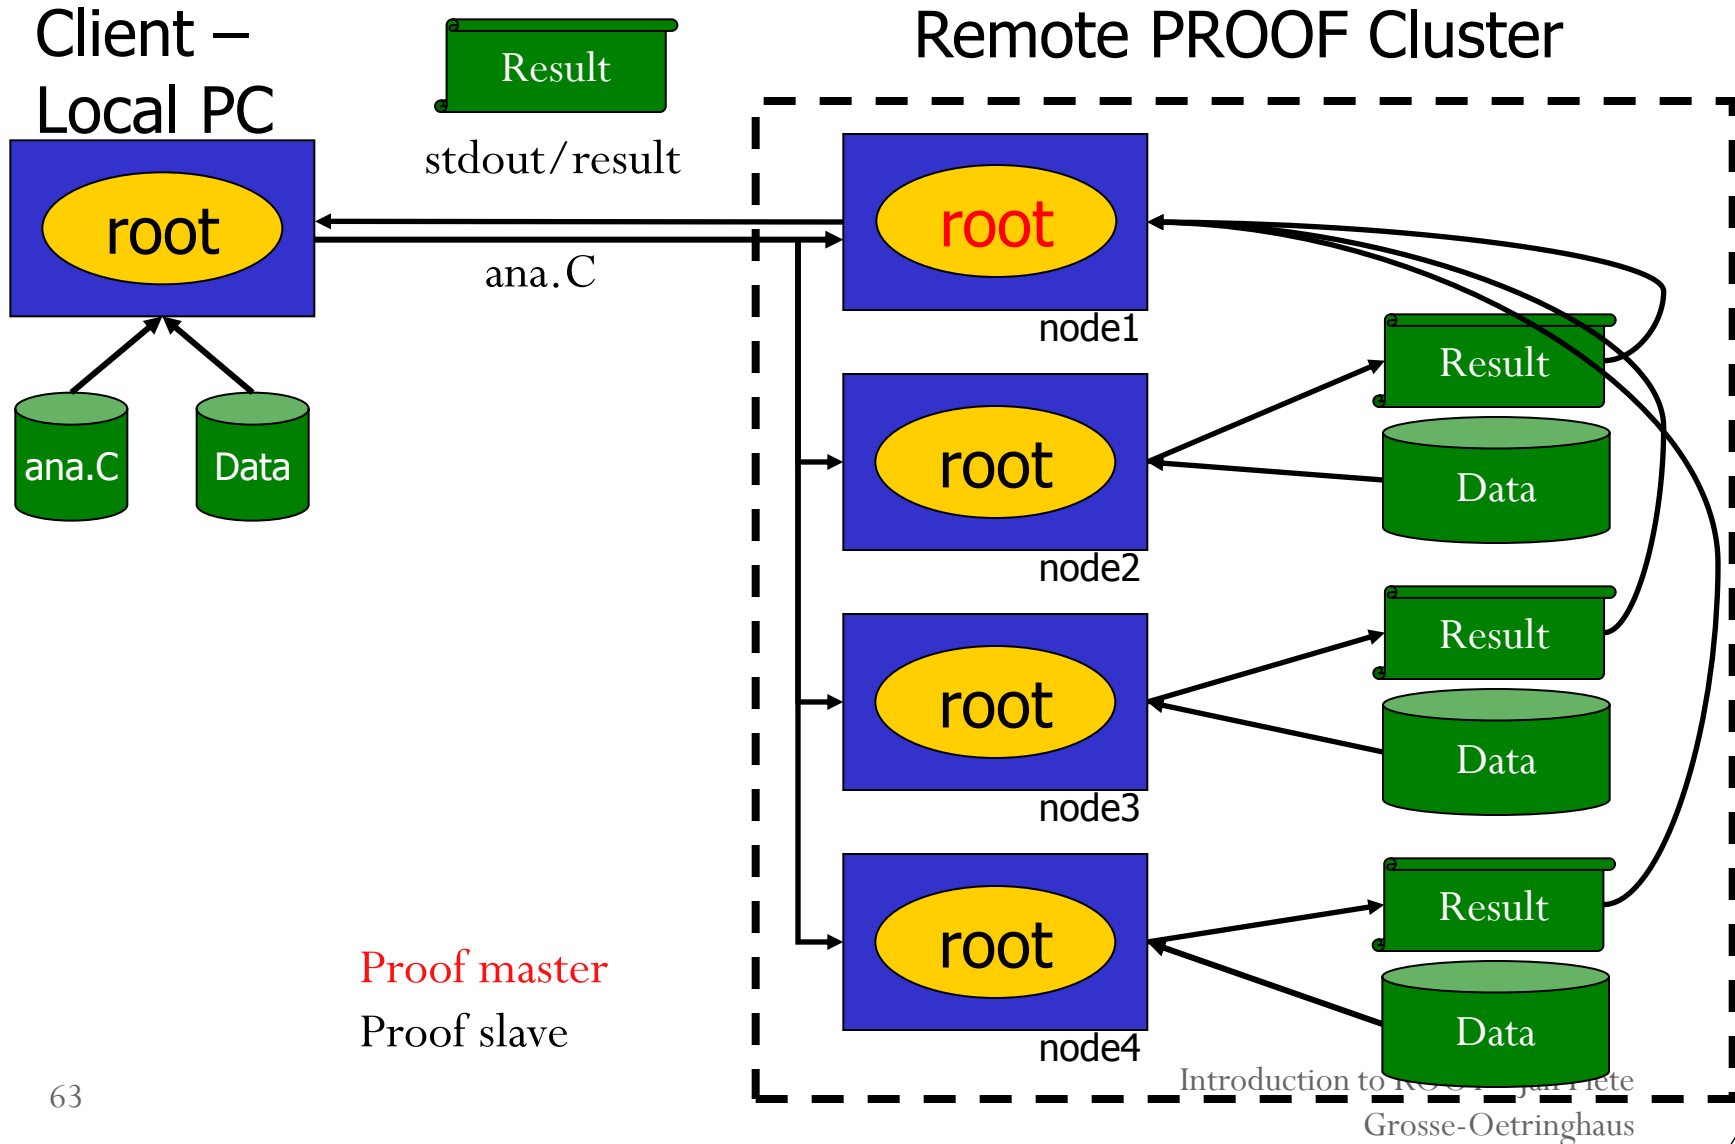 Client –
Local PC
Result
stdout/result
Remote PROOF Cluster
root
ana.C
ana.C
Data
root
node1
root
node2
Result
Data
root
node3
Result
Data
root
node4
Result
Data
Proof master
Proof slave
63
Introduction to
Grosse-Oetringhaus